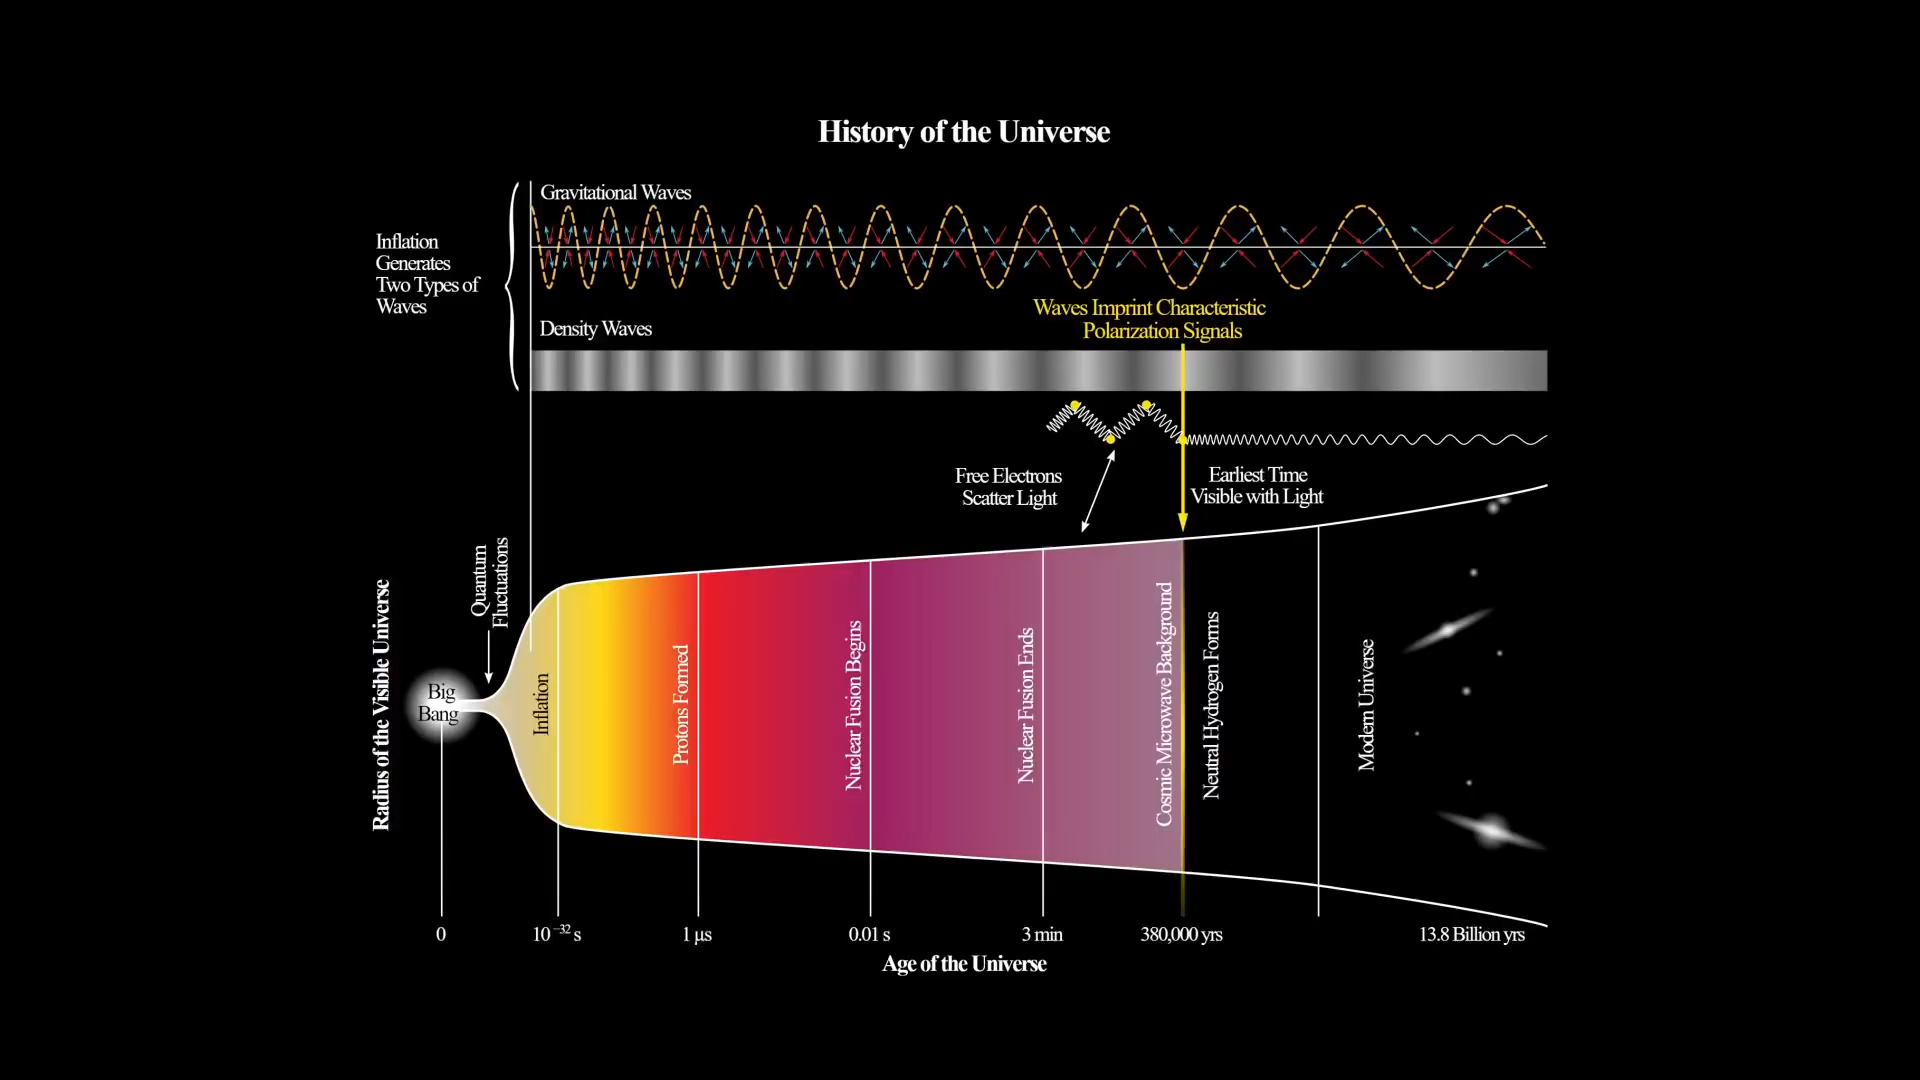 History of the Universe
Gravitational Waves
Inflation
Generates
Two Types of
Waves
Waves Imprint Characteristic
Polarization Signals
Density Waves
Free Electrons
Scatter Light
Earliest Time
Visible with Light
Quantum
Fluctuations
Radius of the Visible Universe
Big
Bang
Inflation
Protons Formed
Nuclear Fusion Begins
Nuclear Fusion Ends
Cosmic Microwave Background
Neutral Hydrogen Forms
Modern Universe
0
10⁻³² s
1 µs
0.01 s
3 min
380,000 yrs
13.8 Billion yrs
Age of the Universe